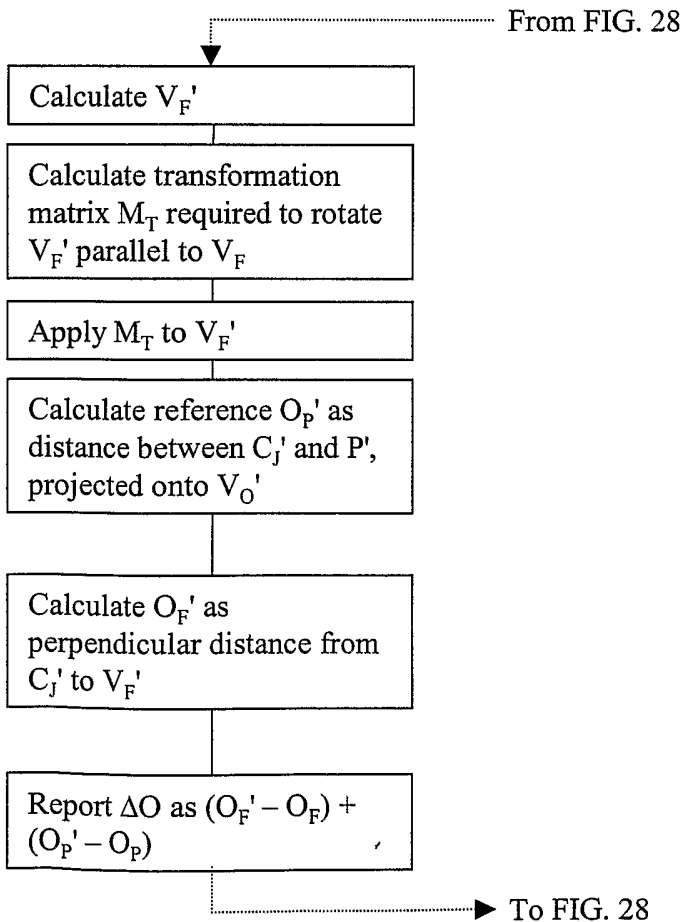 From FIG. 28
Calculate V_F'
Calculate transformation
matrix M_T required to rotate
V_F' parallel to V_F
Apply M_T to V_F'
Calculate reference O_P' as
distance between C_J' and P',
projected onto V_O'
Calculate O_F' as
perpendicular distance from
C_J' to V_F'
Report ΔO as (O_F' – O_F) +
(O_P' – O_P)
To FIG. 28